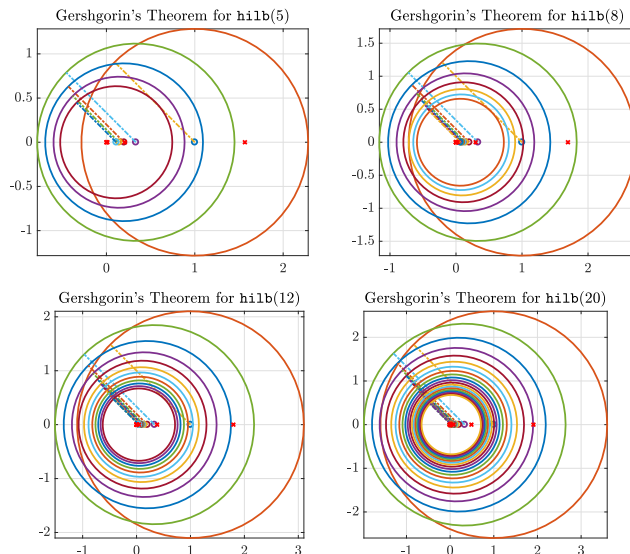 Gershgorin's Theorem for hilb(5)
1
0.5
0
-0.5
-1
0 1 2
Gershgorin's Theorem for hilb(8)
1.5
1
0.5
0
-0.5
-1
-1.5
-1 0 1 2
Gershgorin's Theorem for hilb(12)
2
1
0
-1
-2
-1 0 1 2 3
Gershgorin's Theorem for hilb(20)
2
1
0
-1
-2
-1 0 1 2 3